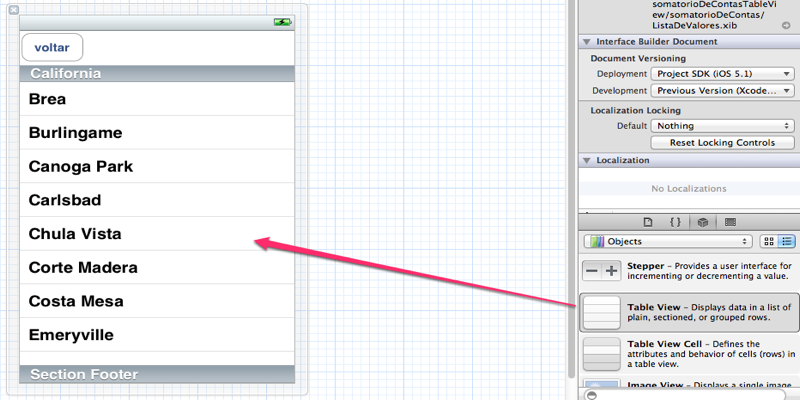 voltar
California
Brea
Burlingame
Canoga Park
Carlsbad
Chula Vista
Corte Madera
Costa Mesa
Emeryville
Section Footer
somatorioDeContasTableVi
ew/somatorioDeContas/
ListaDeValores.xib
Interface Builder Document
Document Versioning
Deployment Project SDK (iOS 5.1)
Development Previous Version (Xcode...
Localization Locking
Default Nothing
Reset Locking Controls
Localization
No Localizations
{ }
Objects
Stepper - Provides a user interface for
incrementing or decrementing a value.
Table View - Displays data in a list of
plain, sectioned, or grouped rows.
Table View Cell - Defines the
attributes and behavior of cells (rows) in
a table view.
Image View - Displays a single image